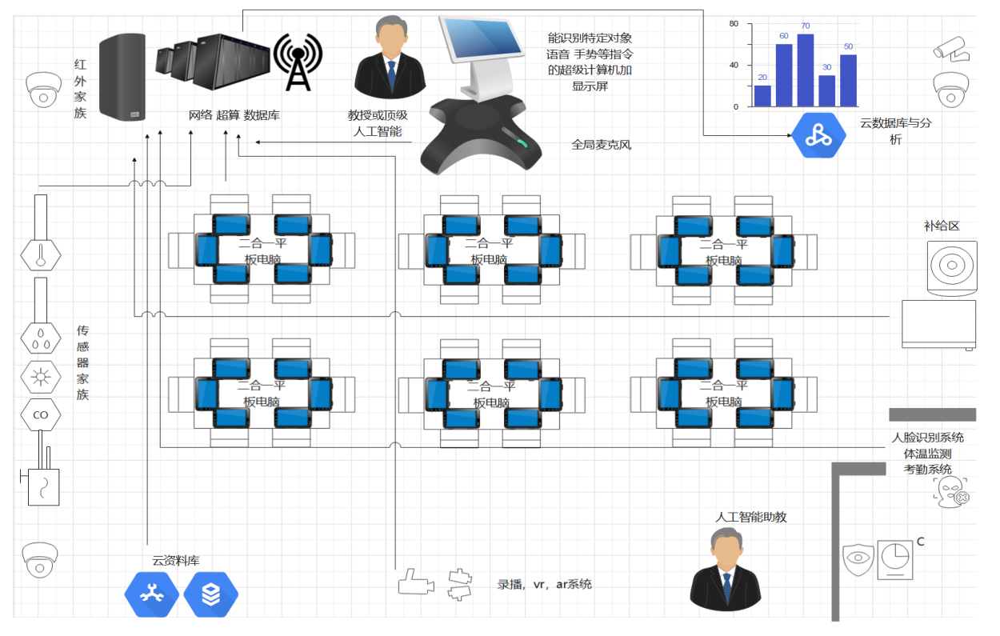 红
外
家
族
网络 超算 数据库
教授或顶级
人工智能
能识别特定对象
语音 手势等指令
的超级计算机加
显示屏
全局麦克风
80
40
0
20
60
70
30
50
云数据库与分
析
二合一平
板电脑
二合一平
板电脑
二合一平
板电脑
补给区
传
感
器
家
族
CO
二合一平
板电脑
二合一平
板电脑
二合一平
板电脑
人脸识别系统
体温监测
考勤系统
人工智能助教
C
云资料库
录播，vr，ar系统